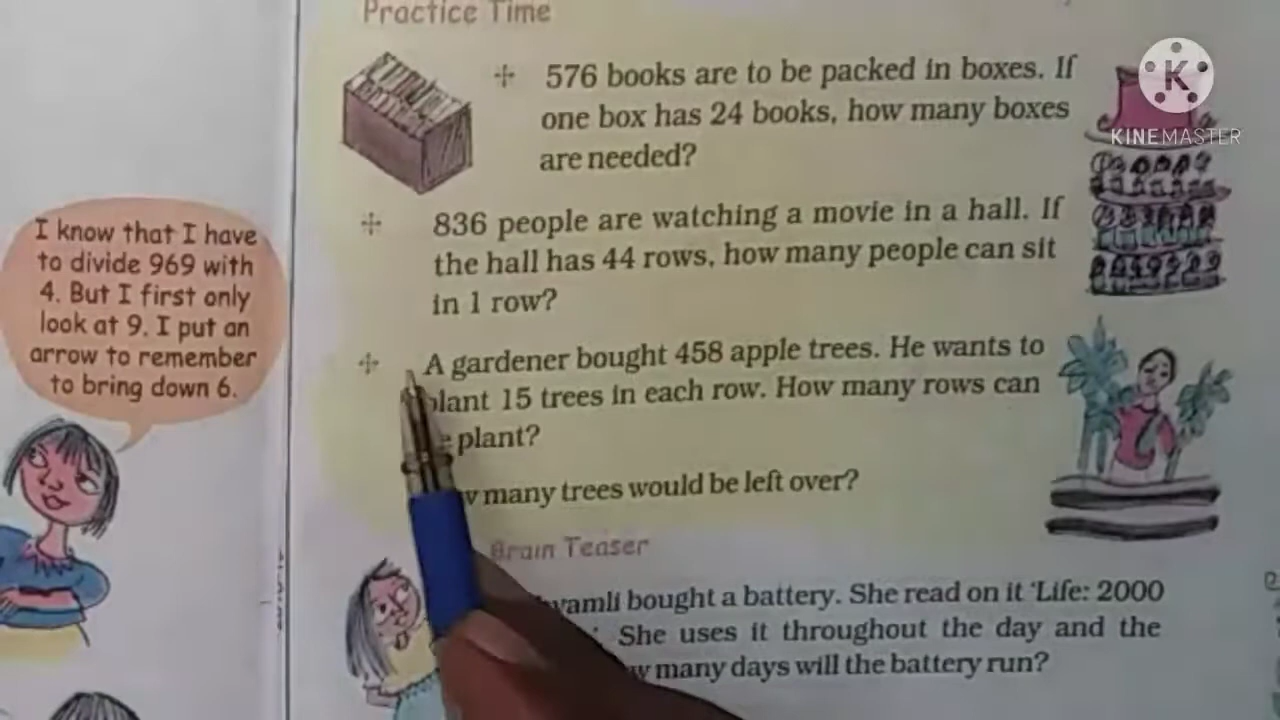 Practice Time
576 books are to be packed in boxes. If
one box has 24 books, how many boxes
are needed?
836 people are watching a movie in a hall. If
the hall has 44 rows, how many people can sit
in 1 row?
A gardener bought 458 apple trees. He wants to
plant 15 trees in each row. How many rows can
plant?
many trees would be left over?
Brain Teaser
bought a battery. She read on it 'Life: 2000
She uses it throughout the day and the
many days will the battery run?
I know that I have
to divide 969 with
4. But I first only
look at 9. I put an
arrow to remember
to bring down 6.
K
KINEMASTER